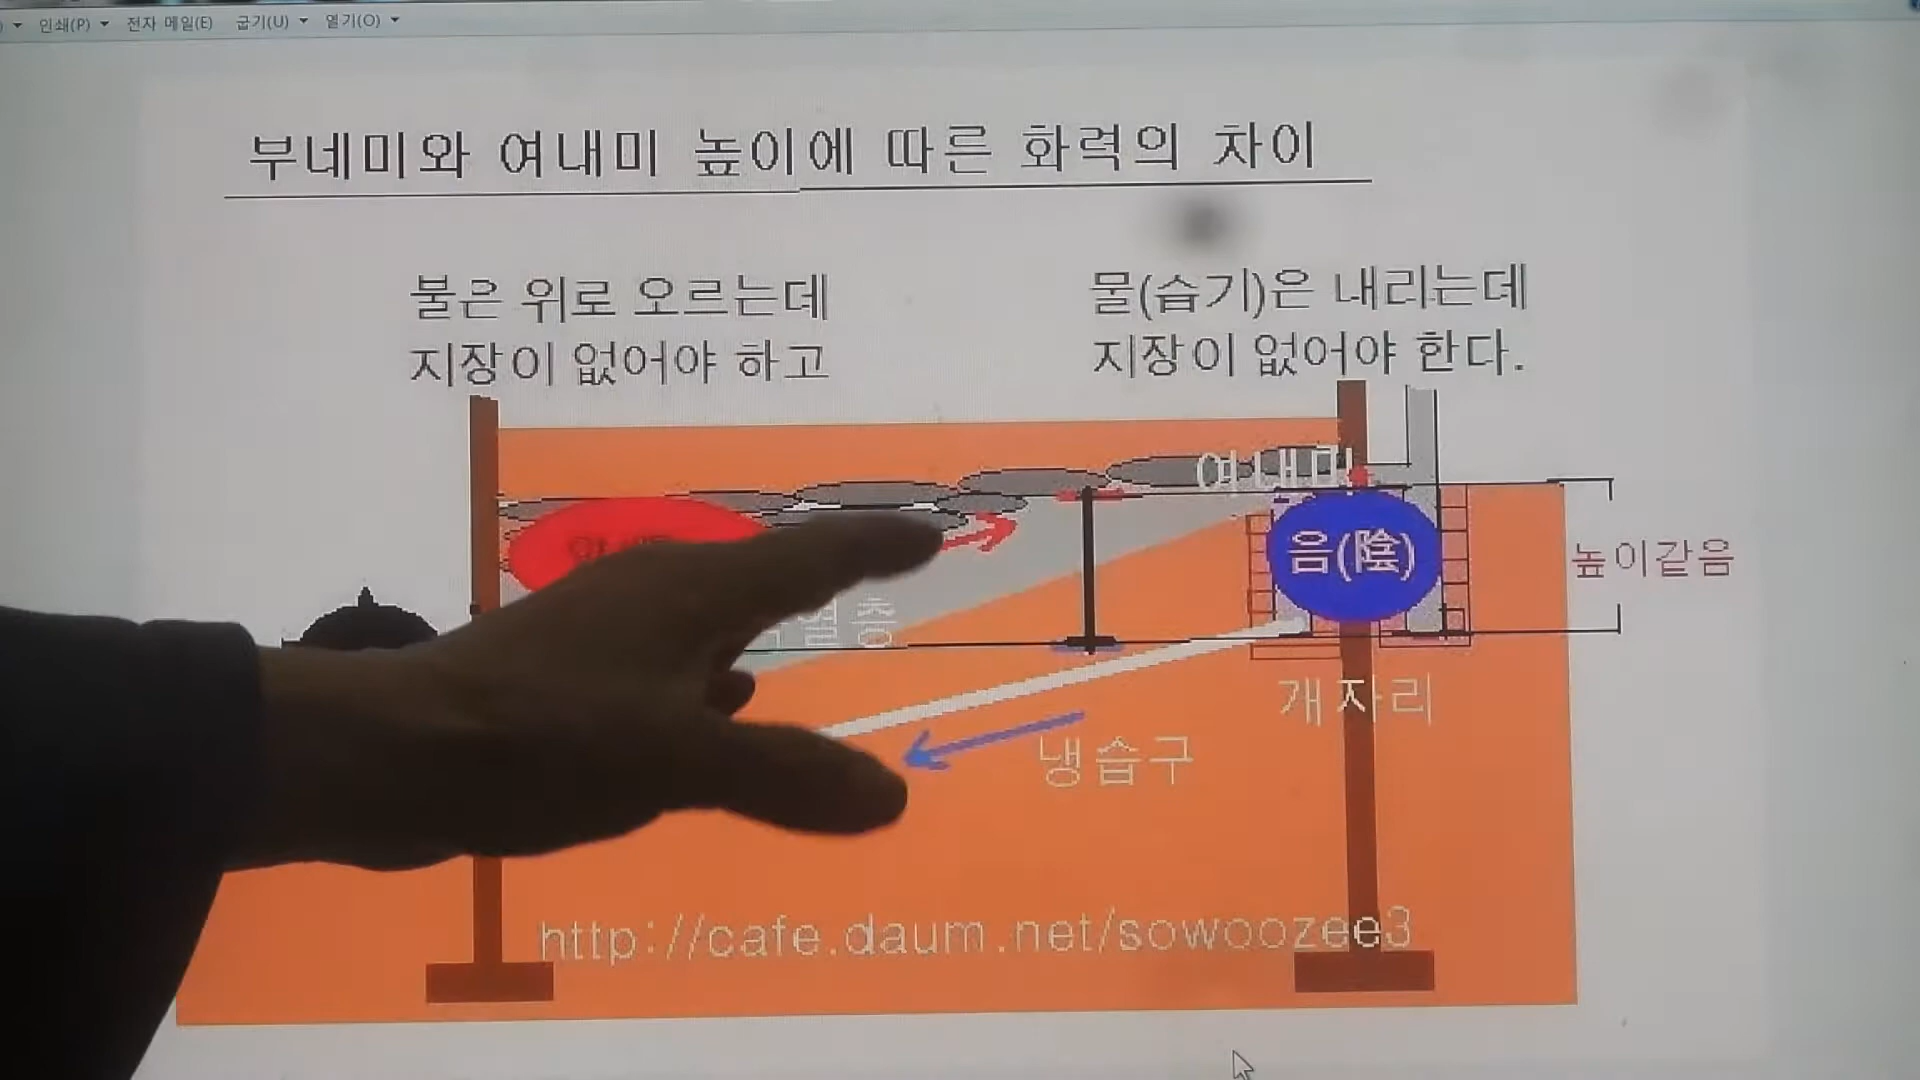 인쇄(P) 전자 메일(E) 굽기(U) 열기(O)
부네미와 여내미 높이에 따른 화력의 차이
불은 위로 오르는데
지장이 없어야 하고
물(습기)은 내리는데
지장이 없어야 한다.
여내미
음(陰)
높이같음
열층
개자리
냉습구
http://cafe.daum.net/sowoozee3